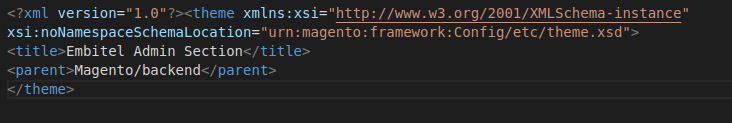 <?xml version="1.0"?><theme xmlns:xsi="http://www.w3.org/2001/XMLSchema-instance"
xsi:noNamespaceSchemaLocation="urn:magento:framework:Config/etc/theme.xsd">
<title>Embitel Admin Section</title>
<parent>Magento/backend</parent>
</theme>